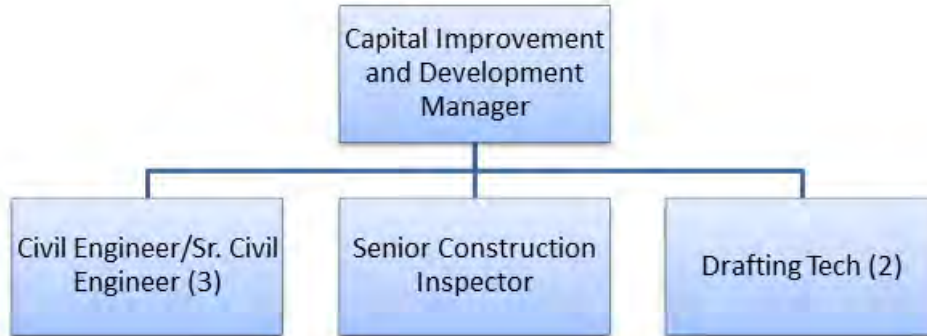 Capital Improvement
and Development
Manager
Civil Engineer/Sr. Civil
Engineer (3)
Senior Construction
Inspector
Drafting Tech (2)